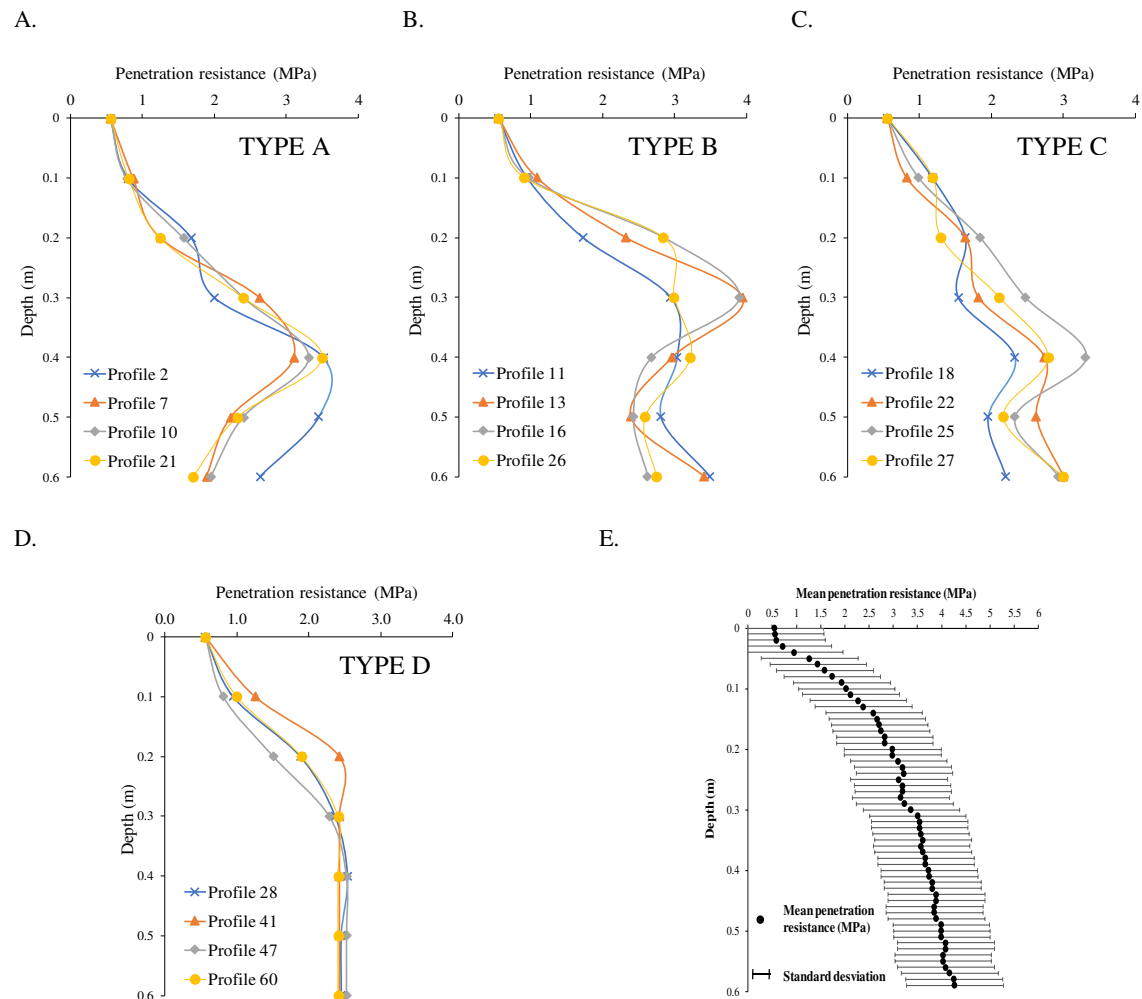 A.
B.
C.
Penetration resistance (MPa)
0 1 2 3 4
TYPE A
0
0.1
0.2
0.3
0.4
0.5
0.6
Depth (m)
Profile 2
Profile 7
Profile 10
Profile 21
Penetration resistance (MPa)
0 1 2 3 4
TYPE B
0
0.1
0.2
0.3
0.4
0.5
0.6
Depth (m)
Profile 11
Profile 13
Profile 16
Profile 26
Penetration resistance (MPa)
0 1 2 3 4
TYPE C
0
0.1
0.2
0.3
0.4
0.5
0.6
Depth (m)
Profile 18
Profile 22
Profile 25
Profile 27
D.
E.
Penetration resistance (MPa)
0.0 1.0 2.0 3.0 4.0
TYPE D
0
0.1
0.2
0.3
0.4
0.5
0.6
Depth (m)
Profile 28
Profile 41
Profile 47
Profile 60
Mean penetration resistance (MPa)
0 0.5 1 1.5 2 2.5 3 3.5 4 4.5 5 5.5 6
0
0.1
0.2
0.3
0.4
0.5
0.6
Depth (m)
Mean penetration
resistance (MPa)
Standard desviation